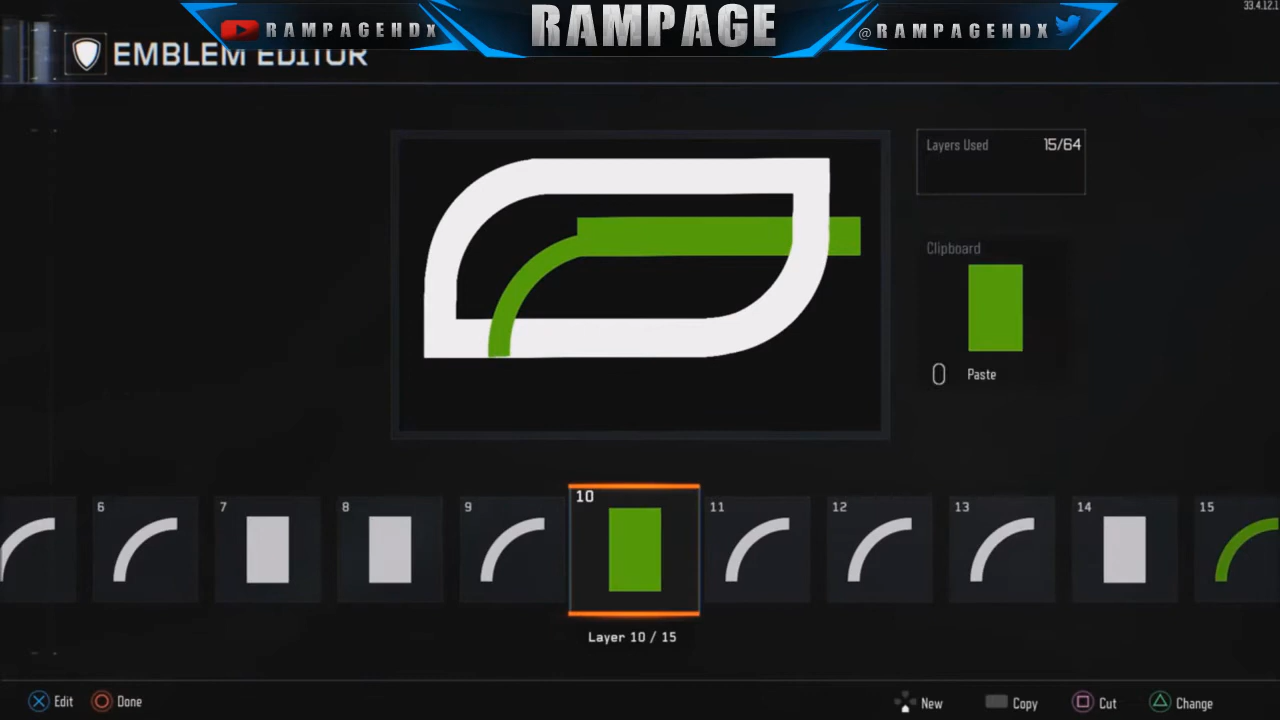 33.4.12.1
RAMPAGEHDX
RAMPAGE
@RAMPAGEHDX
EMBLEM EDITOR
Layers Used 15/64
Clipboard
Paste
6 7 8 9 10 11 12 13 14 15
Layer 10 / 15
Edit Done New Copy Cut Change